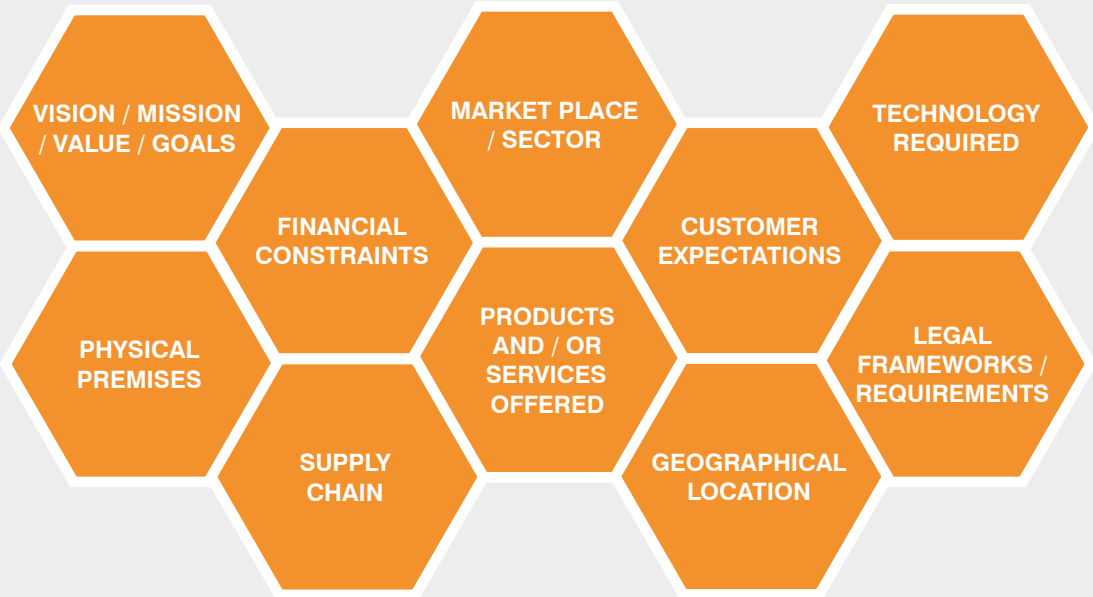 VISION / MISSION
/ VALUE / GOALS
MARKET PLACE
/ SECTOR
TECHNOLOGY
REQUIRED
FINANCIAL
CONSTRAINTS
CUSTOMER
EXPECTATIONS
PHYSICAL
PREMISES
PRODUCTS
AND / OR
SERVICES
OFFERED
LEGAL
FRAMEWORKS /
REQUIREMENTS
SUPPLY
CHAIN
GEOGRAPHICAL
LOCATION